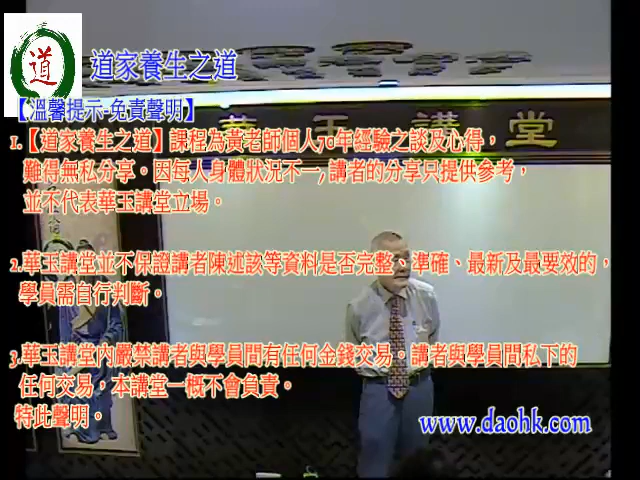 道
道家養生之道
【溫馨提示-免責聲明】
華玉講堂
1.【道家養生之道】課程為黃老師個人70年經驗之談及心得，
難得無私分享。因每人身體狀況不一, 講者的分享只提供參考，
並不代表華玉講堂立場。
2.華玉講堂並不保證講者陳述該等資料是否完整、準確、最新及最要效的，
學員需自行判斷。
3.華玉講堂內嚴禁講者與學員間有任何金錢交易。講者與學員間私下的
任何交易，本講堂一概不會負責。
特此聲明。
www.daohk.com